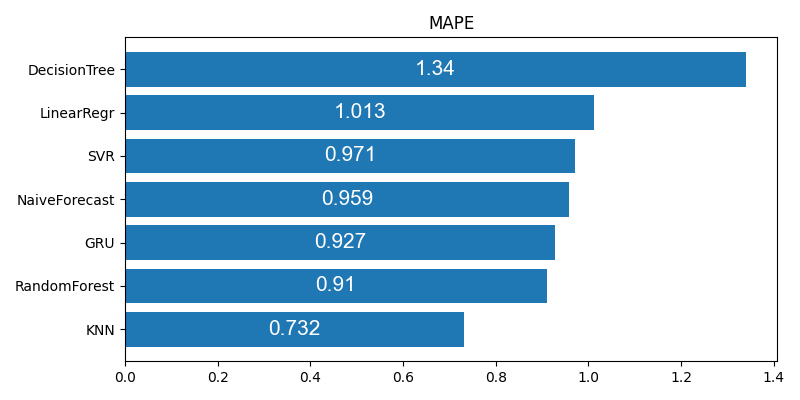 MAPE
DecisionTree 1.34
LinearRegr 1.013
SVR 0.971
NaiveForecast 0.959
GRU 0.927
RandomForest 0.91
KNN 0.732
0.0 0.2 0.4 0.6 0.8 1.0 1.2 1.4